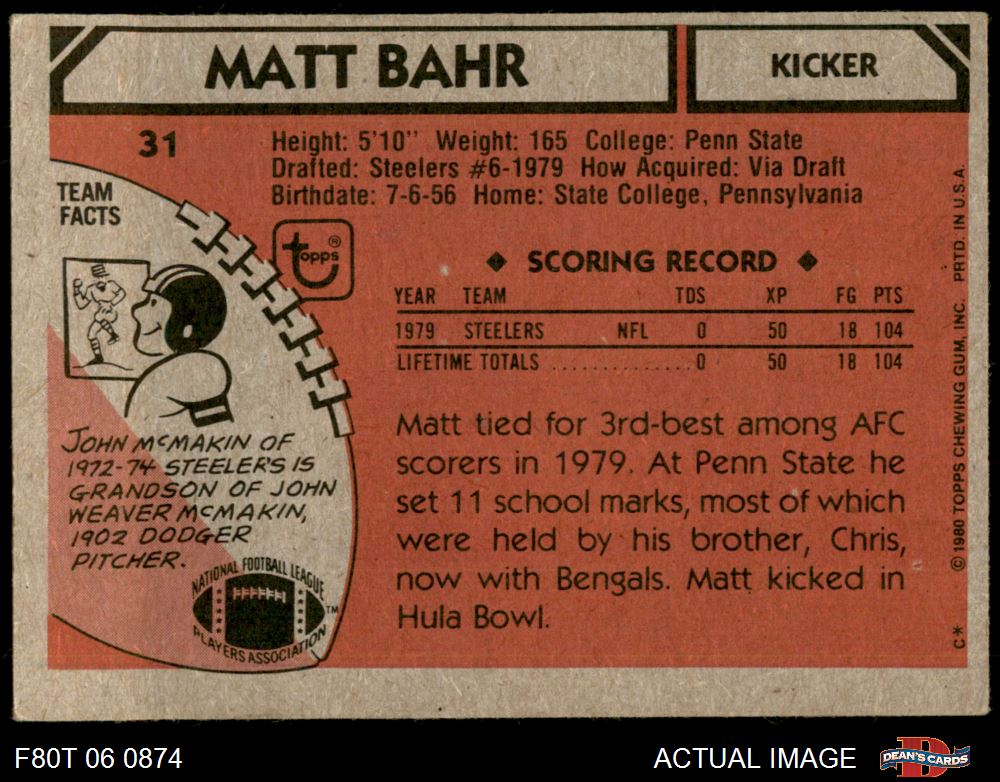 MATT BAHR
KICKER
31
Height: 5'10" Weight: 165 College: Penn State
Drafted: Steelers #6-1979 How Acquired: Via Draft
Birthdate: 7-6-56 Home: State College, Pennsylvania
TEAM
FACTS
topps®
◆ SCORING RECORD ◆
YEAR TEAM TDS XP FG PTS
1979 STEELERS NFL 0 50 18 104
LIFETIME TOTALS ............... 0 50 18 104
JOHN MCMAKIN OF
1972-74 STEELERS IS
GRANDSON OF JOHN
WEAVER MCMAKIN,
1902 DODGER
PITCHER.
Matt tied for 3rd-best among AFC
scorers in 1979. At Penn State he
set 11 school marks, most of which
were held by his brother, Chris,
now with Bengals. Matt kicked in
Hula Bowl.
NATIONAL FOOTBALL LEAGUE
PLAYERS ASSOCIATION
TM
C* © 1980 TOPPS CHEWING GUM, INC. PRTD. IN U.S.A.
F80T 06 0874
ACTUAL IMAGE
DEAN'S CARDS